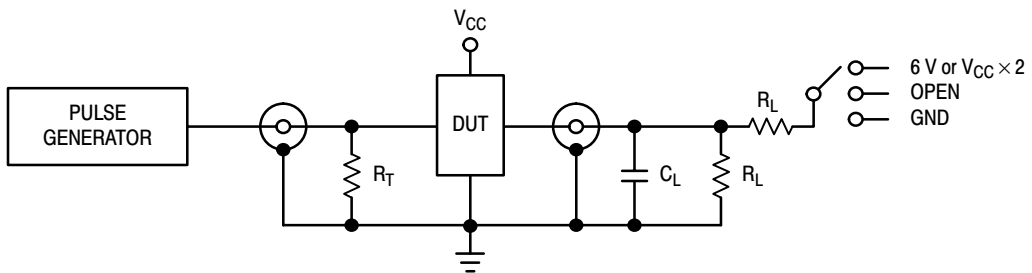 V_CC
PULSE
GENERATOR
DUT
R_T
C_L
R_L
R_L
6 V or V_CC × 2
OPEN
GND